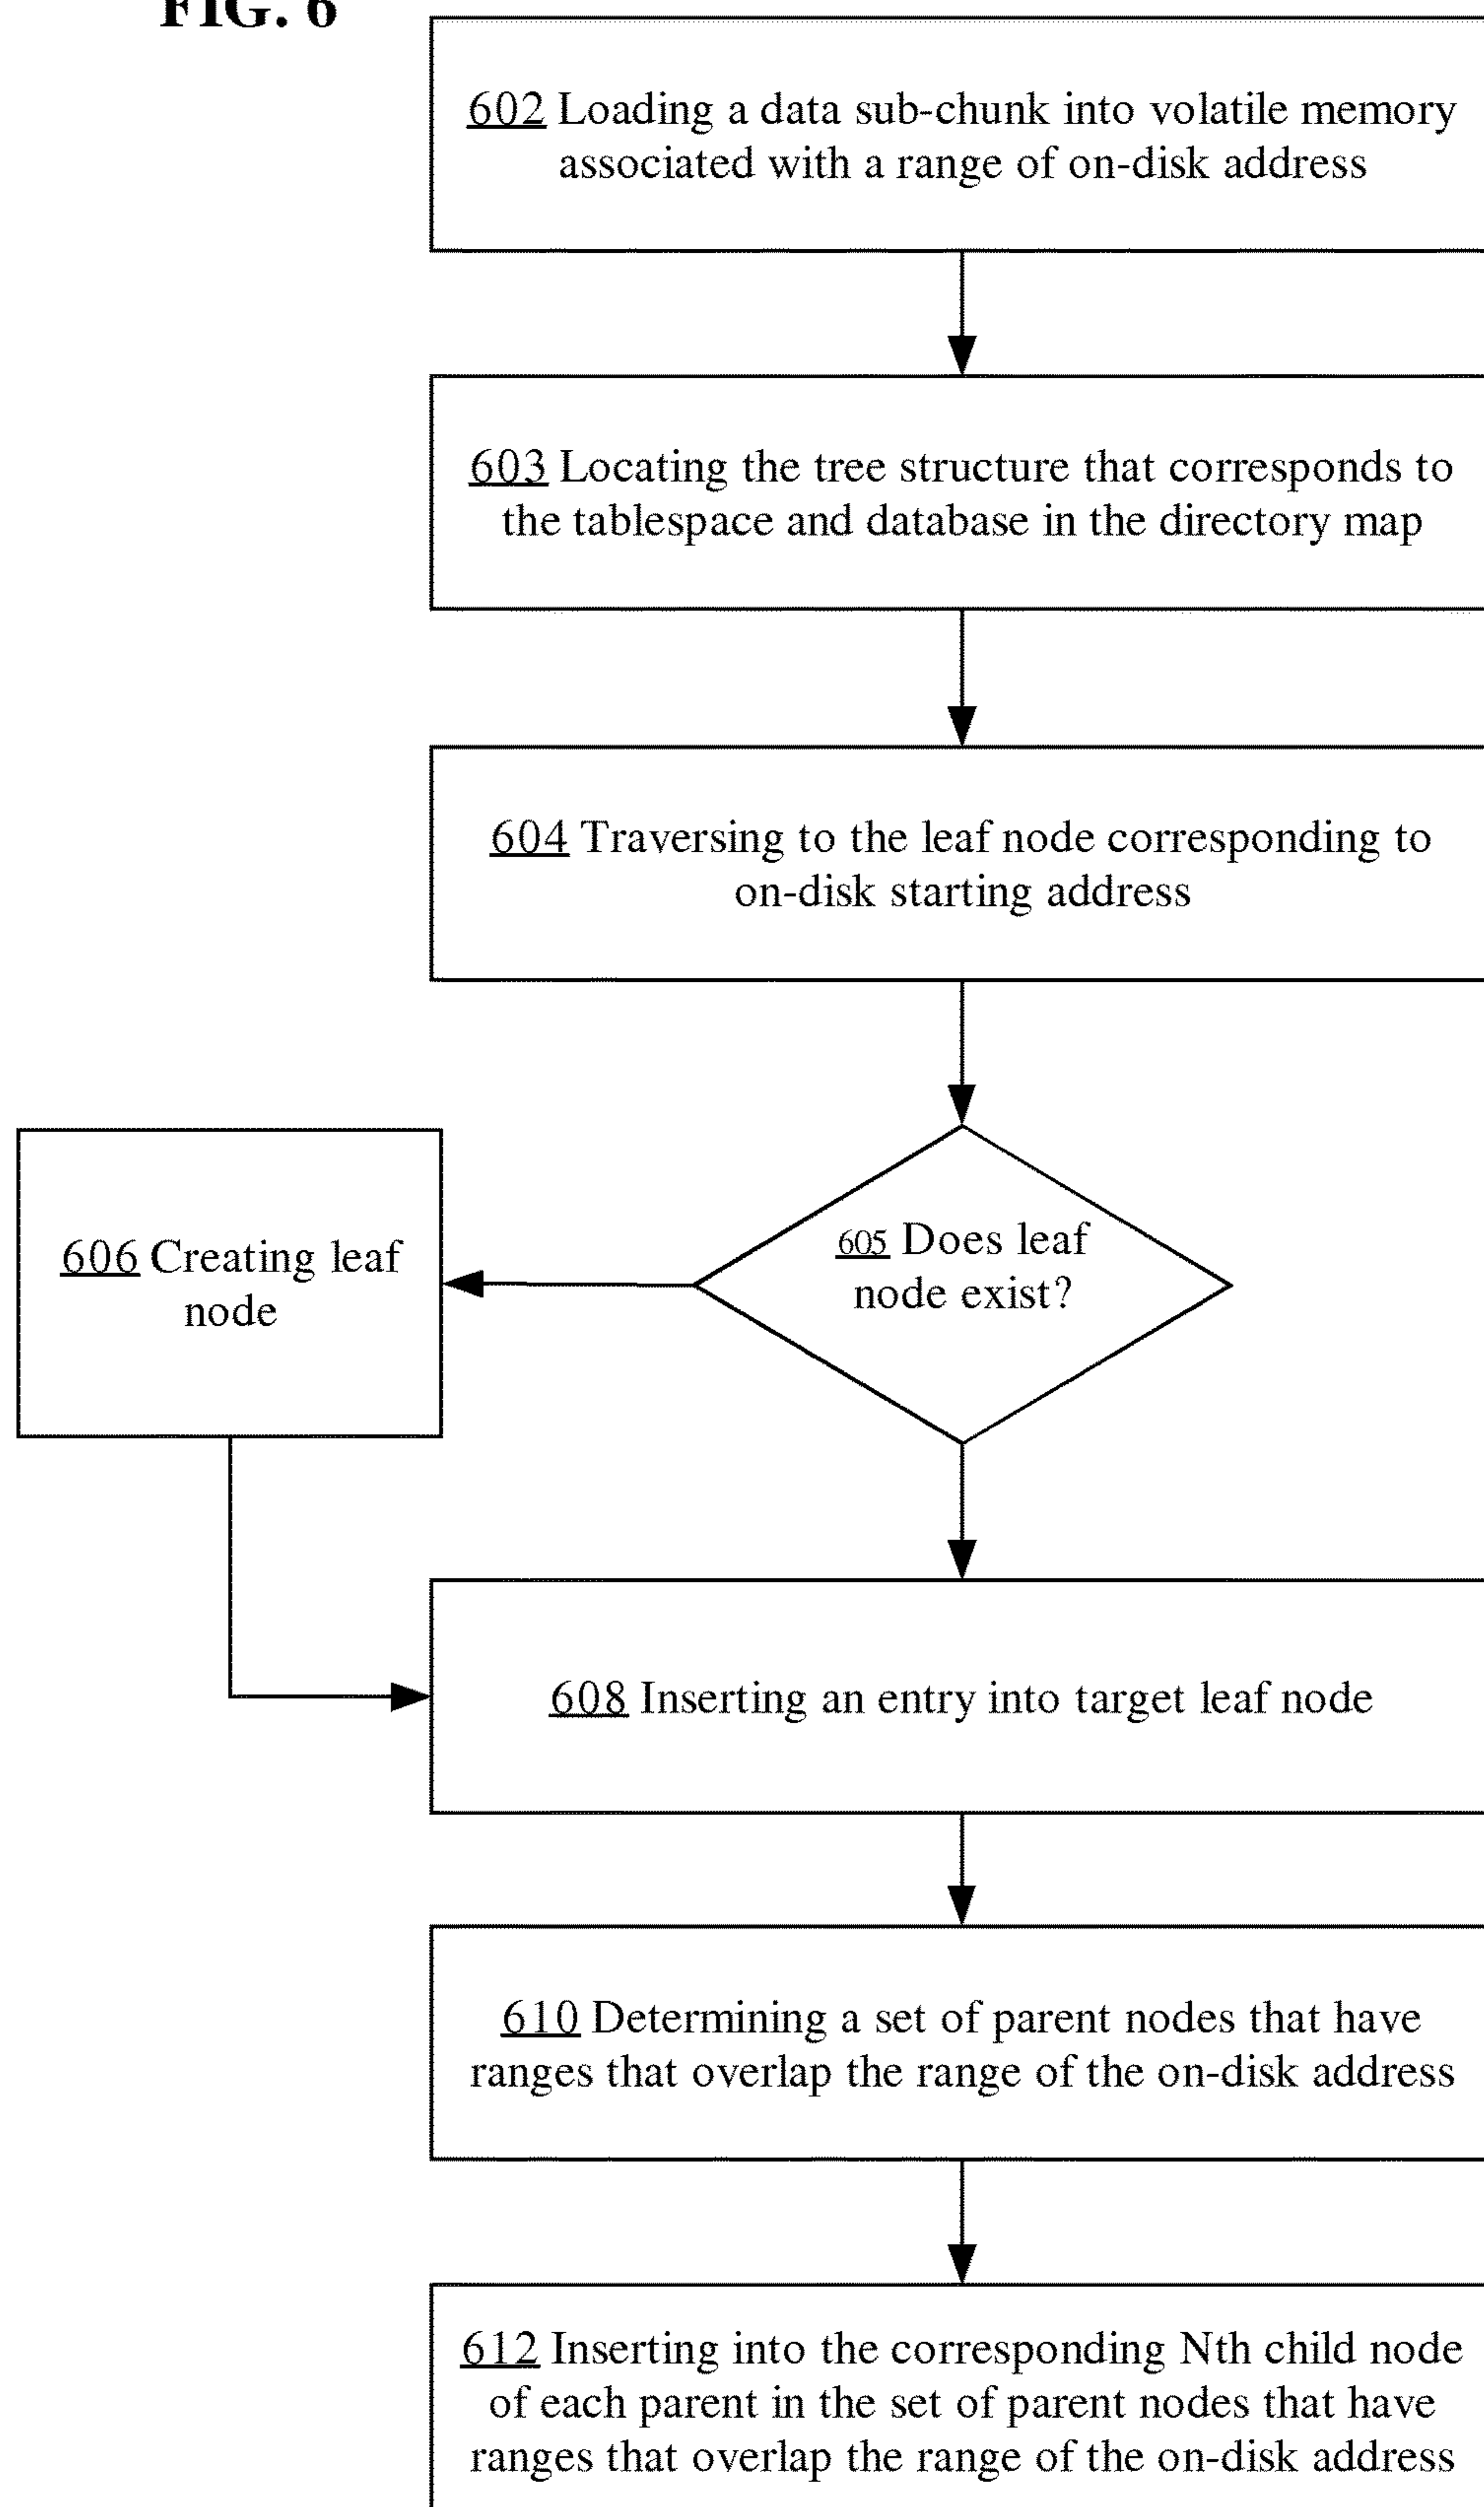 FIG. 6
602 Loading a data sub-chunk into volatile memory
associated with a range of on-disk address
603 Locating the tree structure that corresponds to
the tablespace and database in the directory map
604 Traversing to the leaf node corresponding to
on-disk starting address
605 Does leaf
node exist?
606 Creating leaf
node
608 Inserting an entry into target leaf node
610 Determining a set of parent nodes that have
ranges that overlap the range of the on-disk address
612 Inserting into the corresponding Nth child node
of each parent in the set of parent nodes that have
ranges that overlap the range of the on-disk address